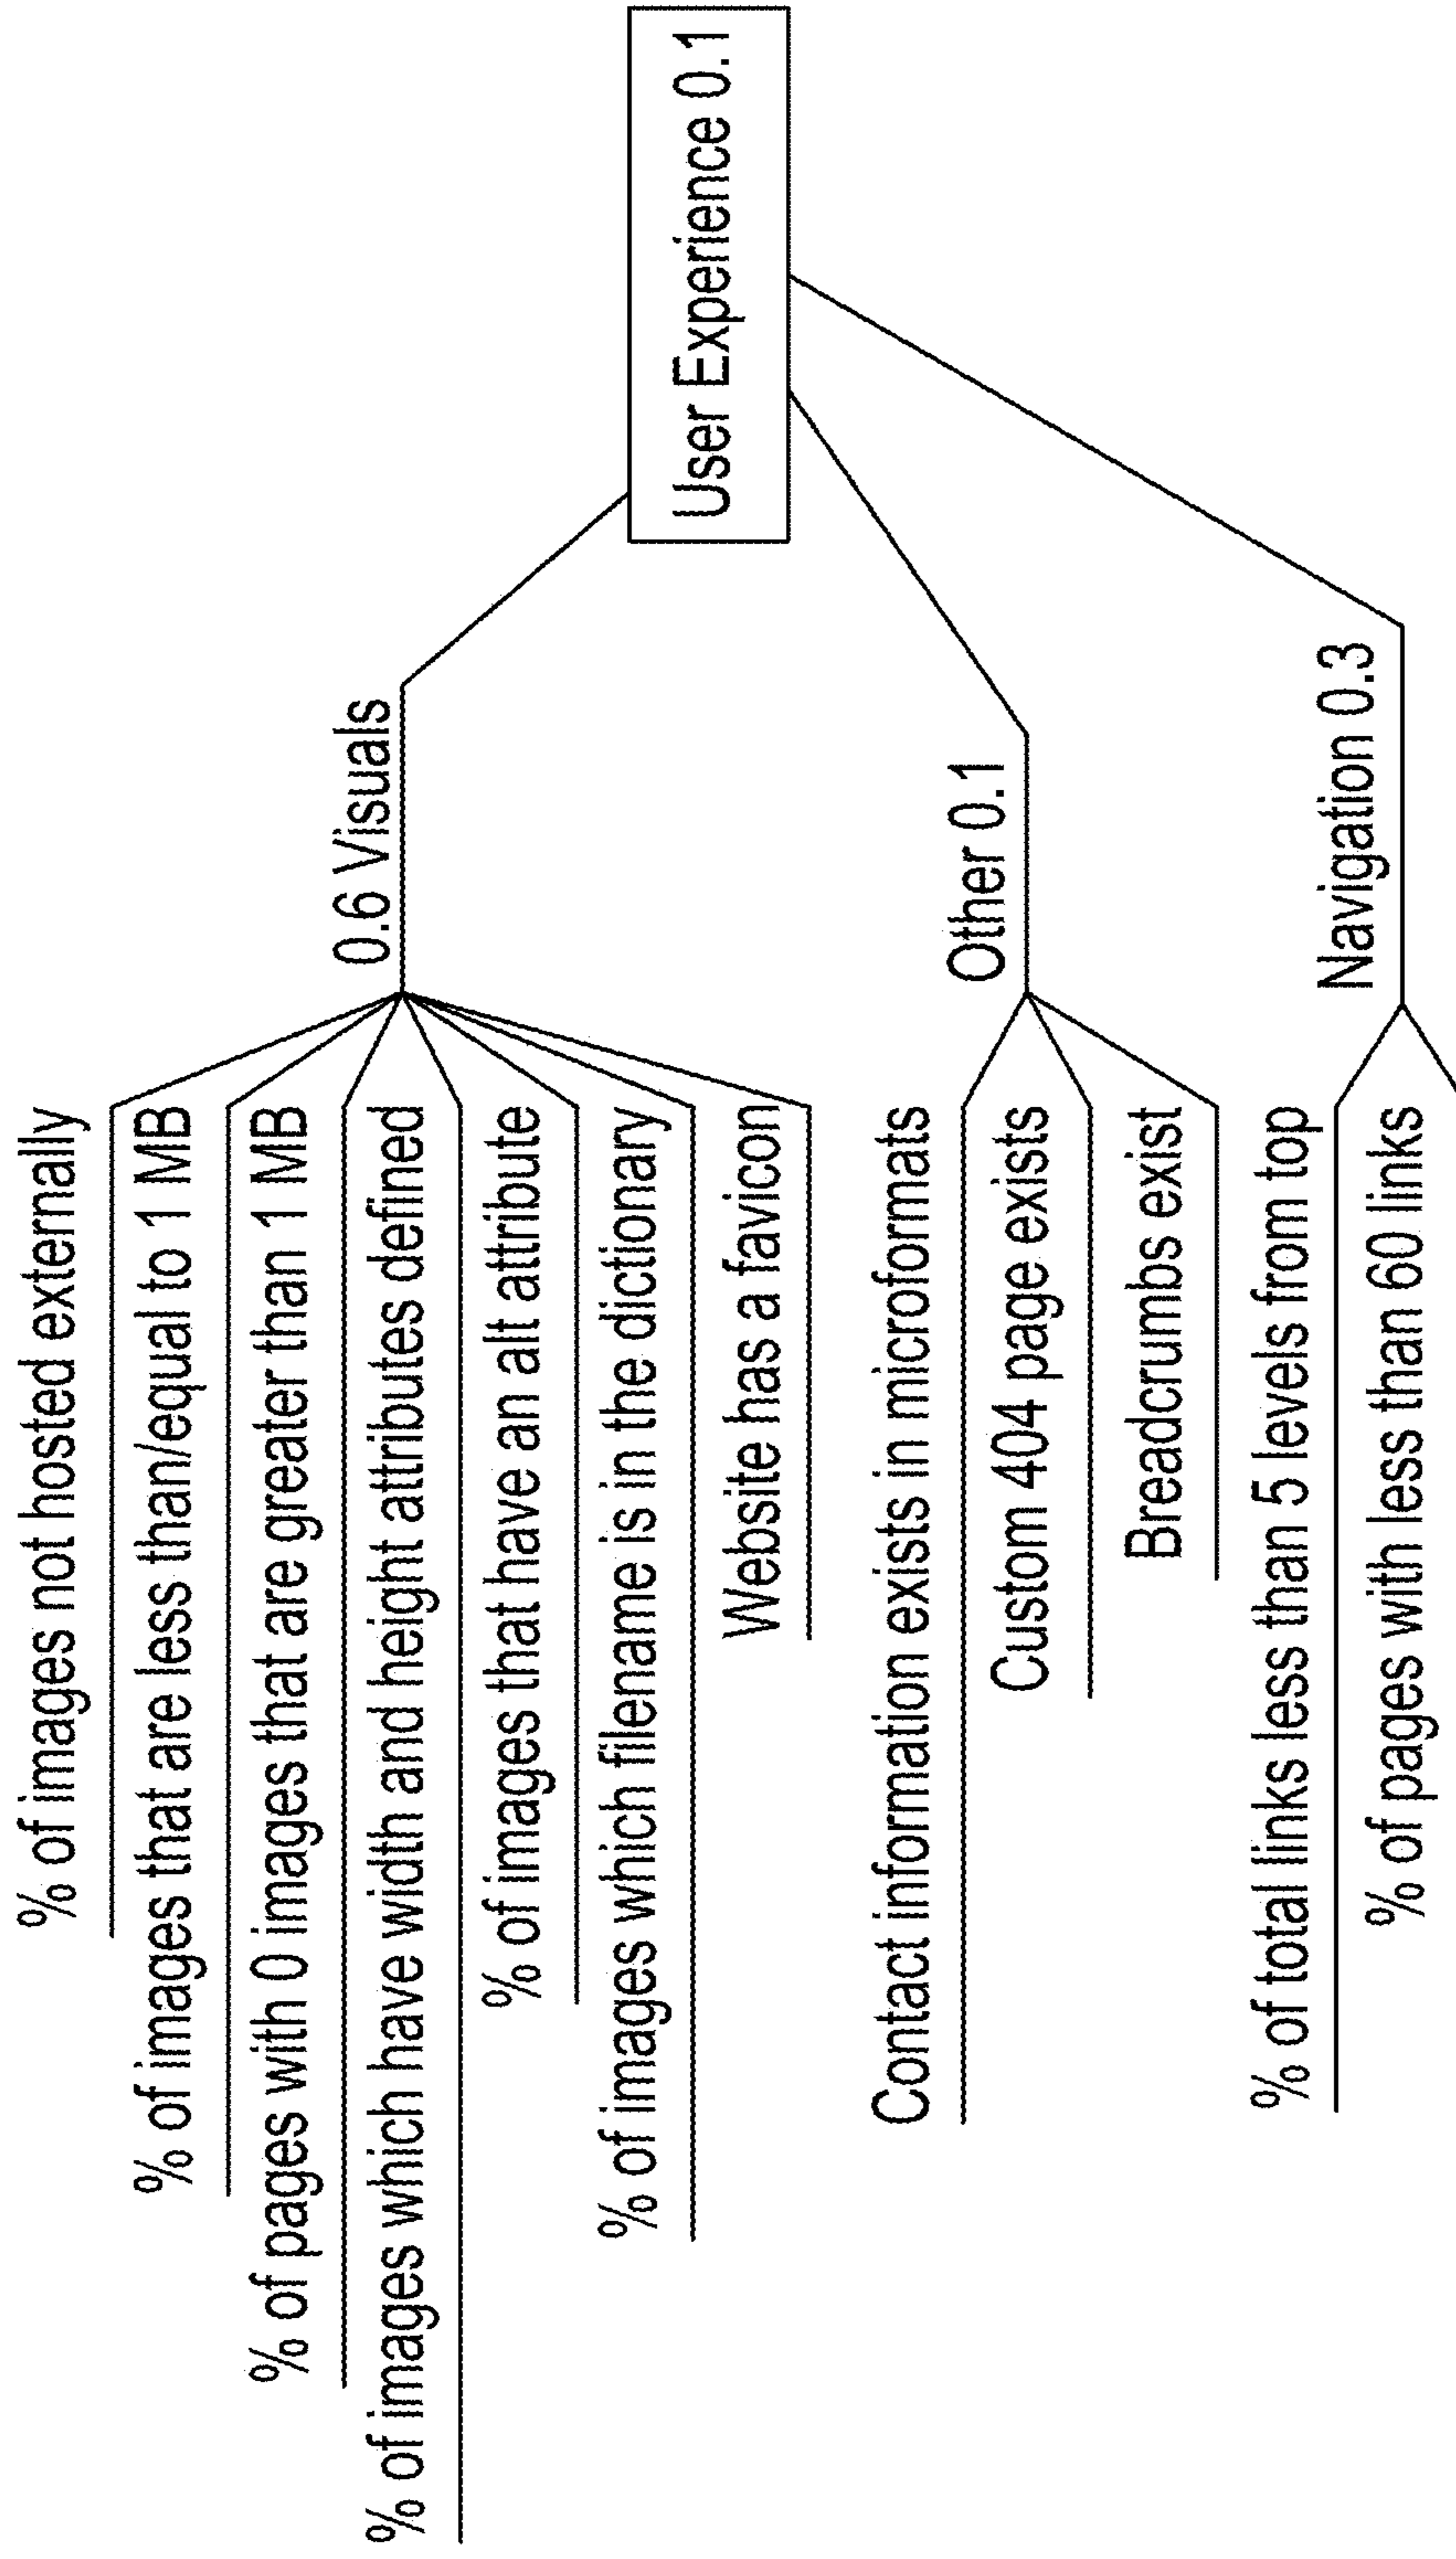 % of images not hosted externally
% of images that are less than/equal to 1 MB
% of pages with 0 images that are greater than 1 MB
% of images which have width and height attributes defined
% of images that have an alt attribute
% of images which filename is in the dictionary
Website has a favicon
0.6 Visuals
User Experience 0.1
Contact information exists in microformats
Custom 404 page exists
Breadcrumbs exist
Other 0.1
% of total links less than 5 levels from top
% of pages with less than 60 links
Navigation 0.3